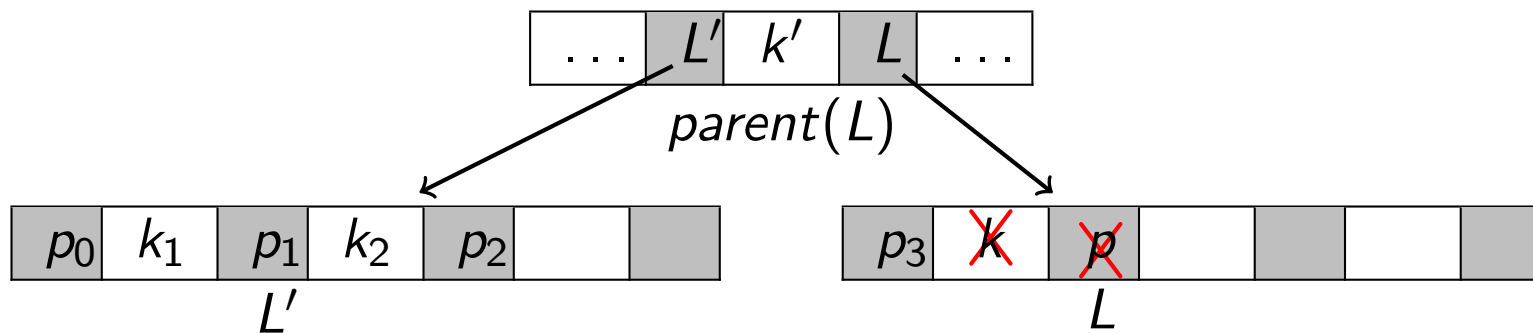 ... L′ k′ L ...
parent(L)
p₀ k₁ p₁ k₂ p₂ p₃ k p
L′ L